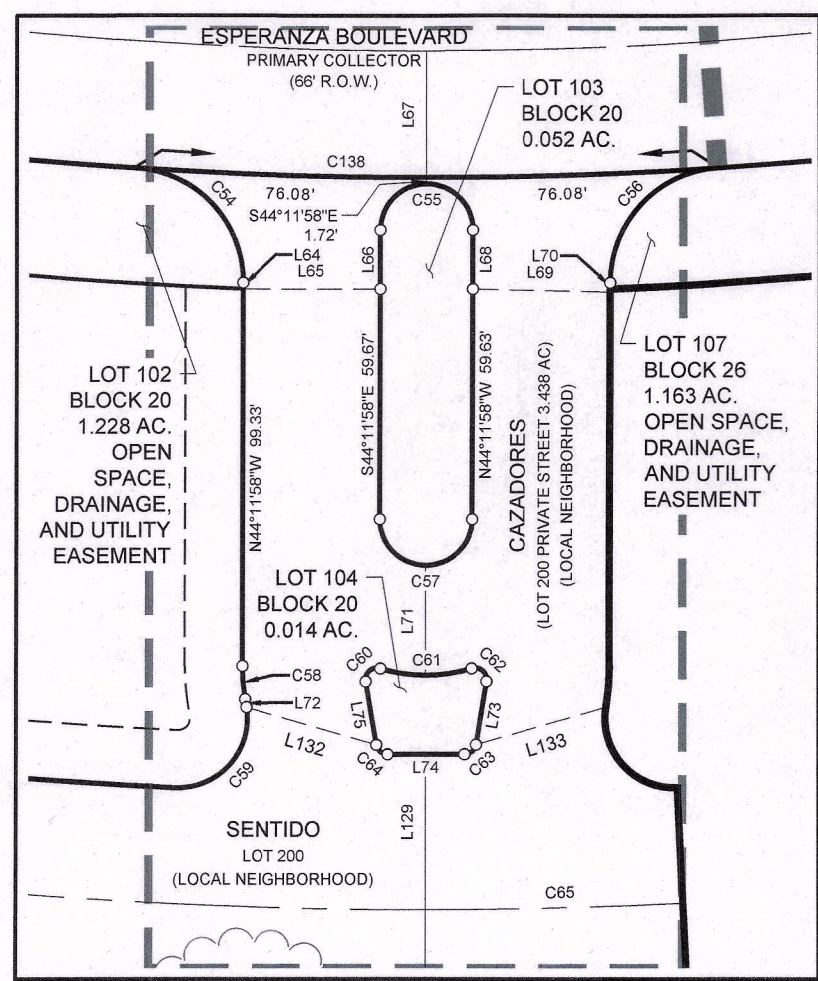 ESPERANZA BOULEVARD
PRIMARY COLLECTOR
(66' R.O.W.)
L67
LOT 103
BLOCK 20
0.052 AC.
C138
C54
76.08'
S44°11'58"E
1.72'
C55
76.08'
C56
L64
L65
L66
L68
L70
L69
LOT 102
BLOCK 20
1.228 AC.
OPEN
SPACE,
DRAINAGE,
AND UTILITY
EASEMENT
N44°11'58"W 99.33'
S44°11'58"E 59.67'
N44°11'58"W 59.63'
CAZADORES
(LOT 200 PRIVATE STREET 3.438 AC)
(LOCAL NEIGHBORHOOD)
LOT 107
BLOCK 26
1.163 AC.
OPEN SPACE,
DRAINAGE,
AND UTILITY
EASEMENT
C57
LOT 104
BLOCK 20
0.014 AC.
L71
C60
C61
C62
C58
L72
L75
L73
L132
C64
L74
C63
L133
C59
L129
SENTIDO
LOT 200
(LOCAL NEIGHBORHOOD)
C65